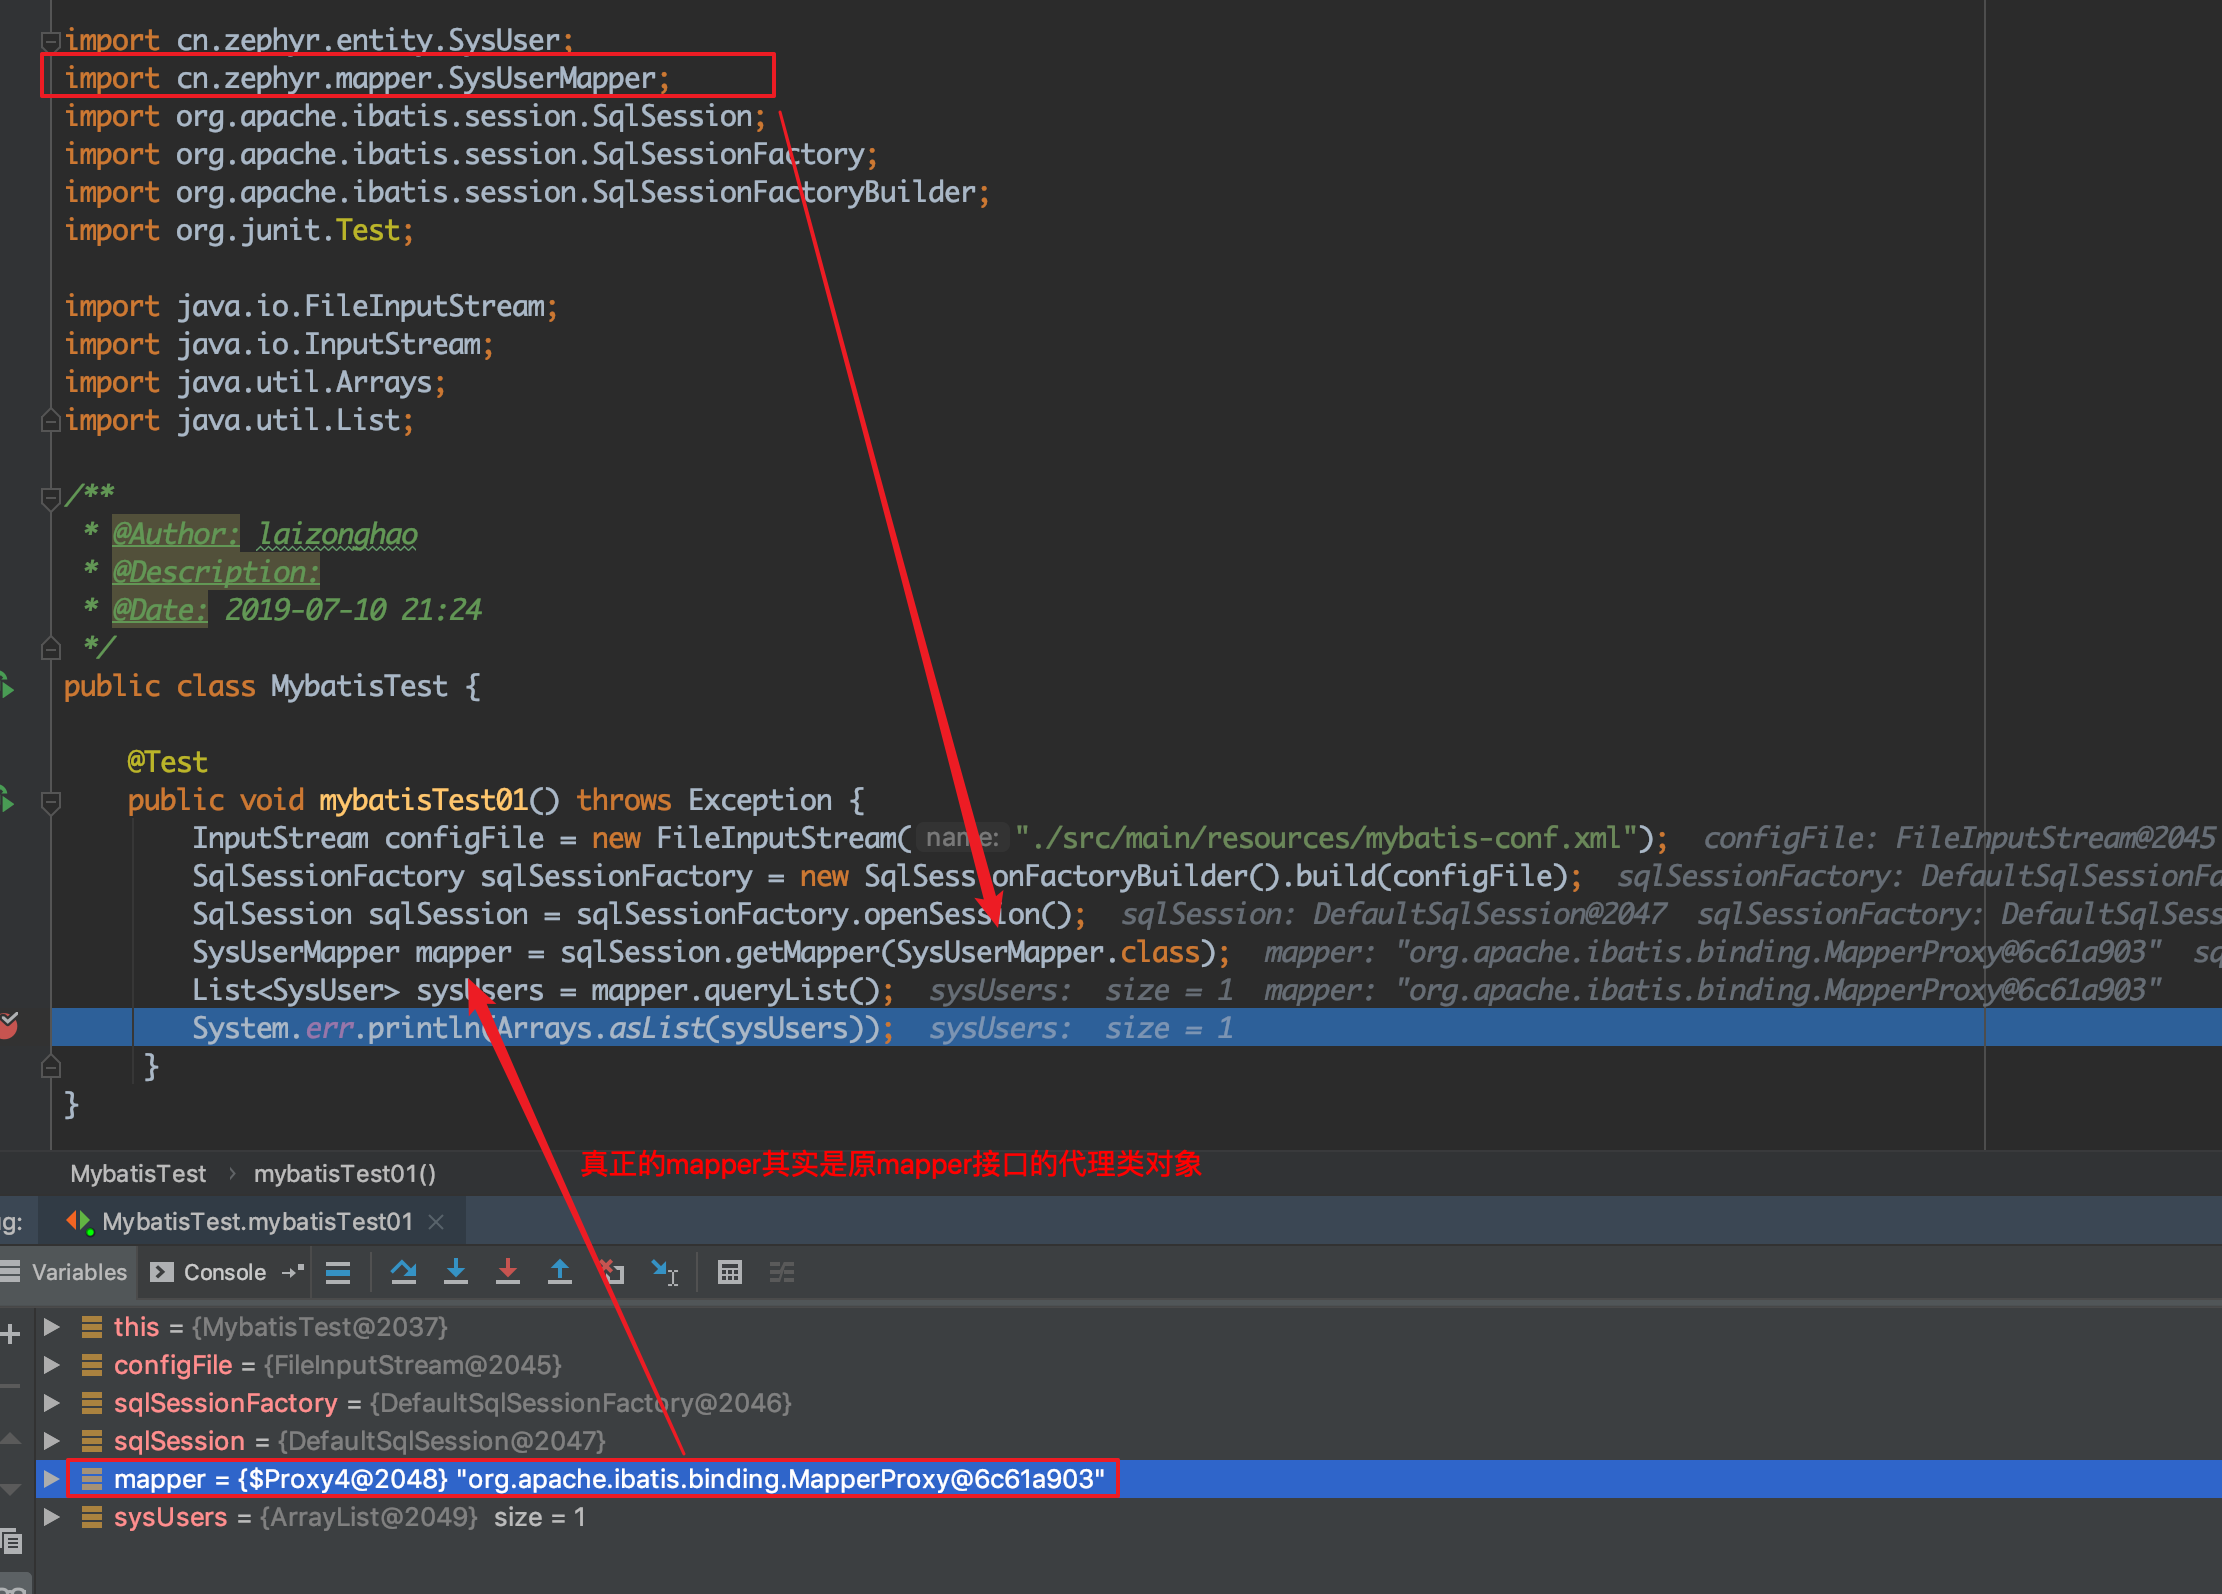 import cn.zephyr.entity.SysUser;
import cn.zephyr.mapper.SysUserMapper;
import org.apache.ibatis.session.SqlSession;
import org.apache.ibatis.session.SqlSessionFactory;
import org.apache.ibatis.session.SqlSessionFactoryBuilder;
import org.junit.Test;
import java.io.FileInputStream;
import java.io.InputStream;
import java.util.Arrays;
import java.util.List;
/**
* @Author: laizonghao
* @Description:
* @Date: 2019-07-10 21:24
*/
public class MybatisTest {
@Test
public void mybatisTest01() throws Exception {
InputStream configFile = new FileInputStream( name: "./src/main/resources/mybatis-conf.xml"); configFile: FileInputStream@2045
SqlSessionFactory sqlSessionFactory = new SqlSessionFactoryBuilder().build(configFile); sqlSessionFactory: DefaultSqlSessionFa
SqlSession sqlSession = sqlSessionFactory.openSession(); sqlSession: DefaultSqlSession@2047 sqlSessionFactory: DefaultSqlSess
SysUserMapper mapper = sqlSession.getMapper(SysUserMapper.class); mapper: "org.apache.ibatis.binding.MapperProxy@6c61a903" sq
List<SysUser> sysUsers = mapper.queryList(); sysUsers: size = 1 mapper: "org.apache.ibatis.binding.MapperProxy@6c61a903"
System.err.println(Arrays.asList(sysUsers)); sysUsers: size = 1
}
}
真正的mapper其实是原mapper接口的代理类对象
MybatisTest › mybatisTest01()
g: MybatisTest.mybatisTest01 ×
Variables Console
this = {MybatisTest@2037}
configFile = {FileInputStream@2045}
sqlSessionFactory = {DefaultSqlSessionFactory@2046}
sqlSession = {DefaultSqlSession@2047}
mapper = {$Proxy4@2048} "org.apache.ibatis.binding.MapperProxy@6c61a903"
sysUsers = {ArrayList@2049} size = 1